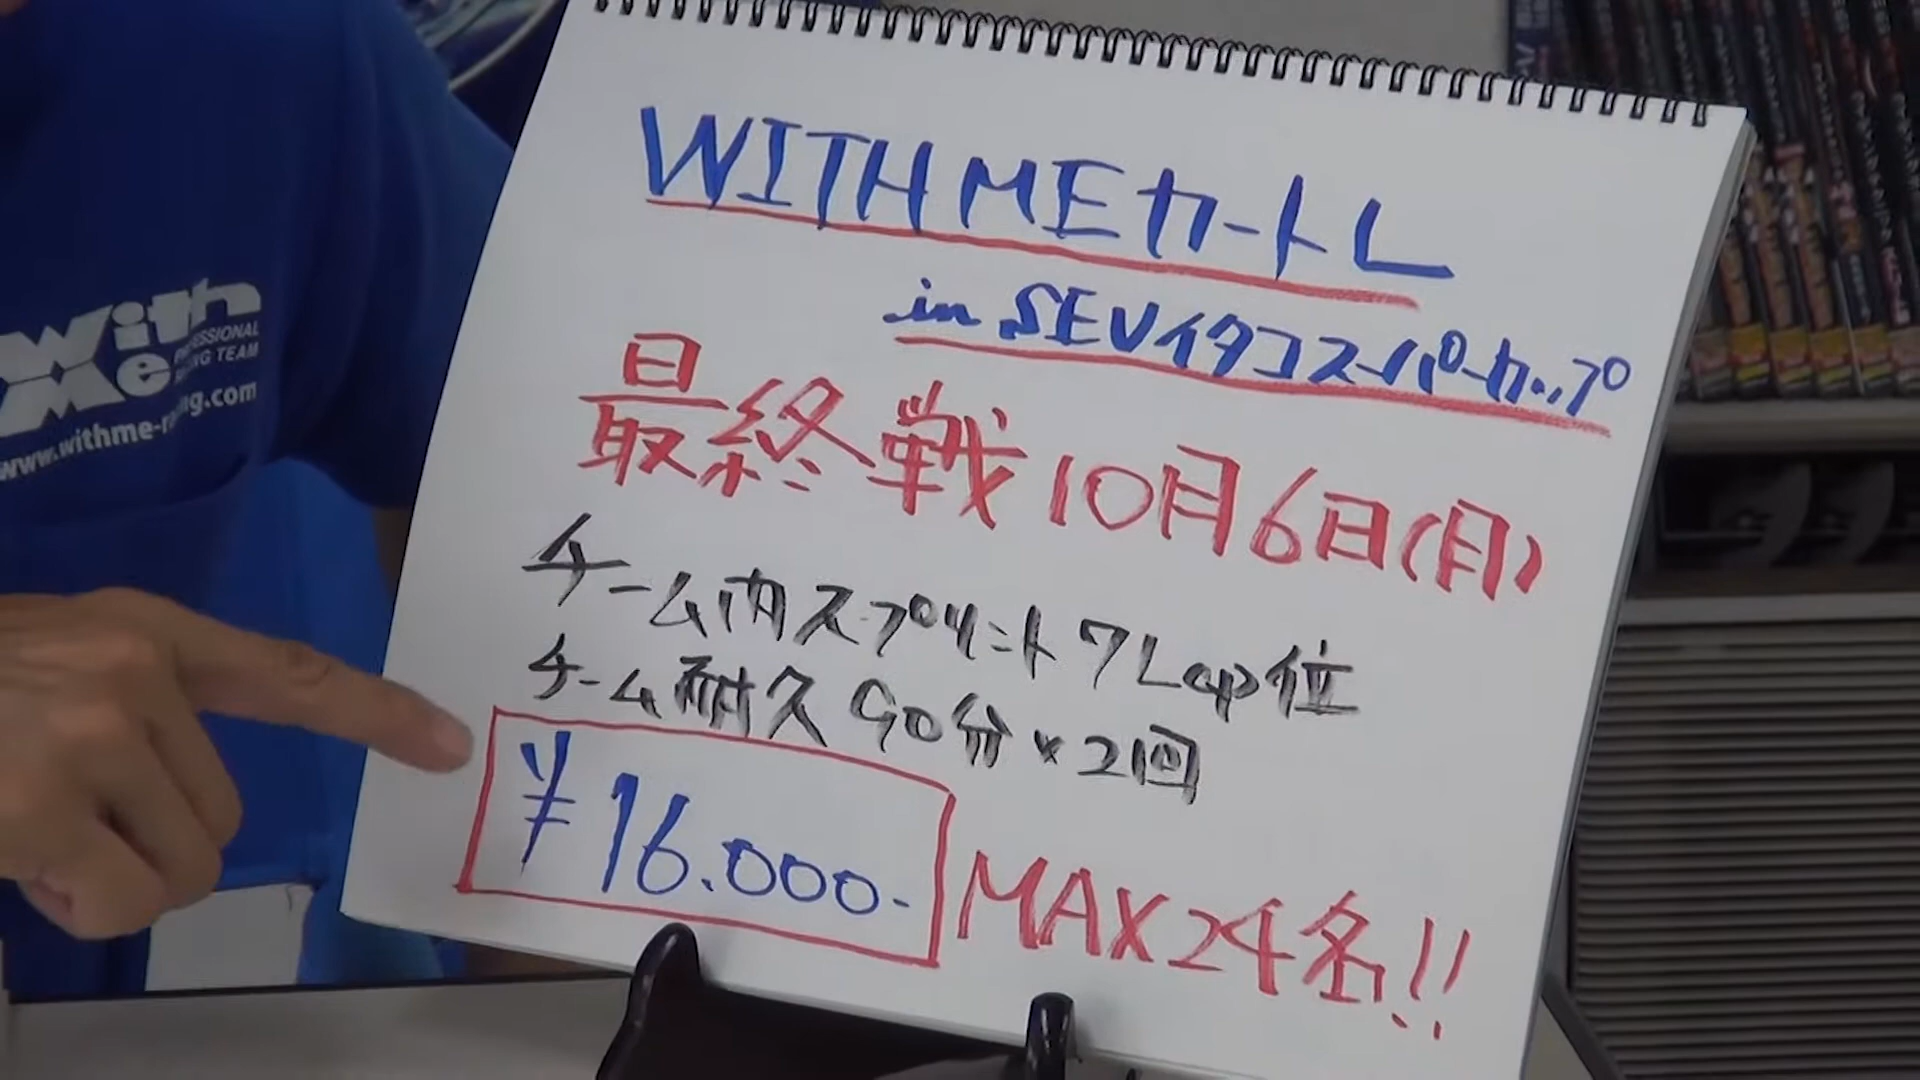 WITH MEカートL
in SEVイタコスーパーカップ
最終戦10月6日(月)
チーム内スプリント7Lap位
チーム耐久90分×2回
¥16.000-
MAX24名!!
With
Me
PROFESSIONAL
RACING TEAM
www.withme-racing.com